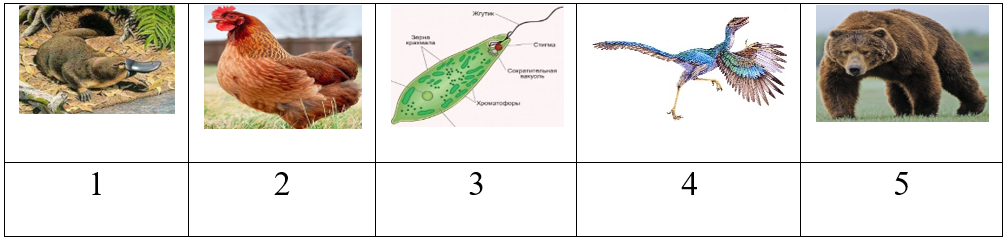 Жгутик
Зерна
крахмала
Стигма
Сократительная
вакуоль
Хроматофоры
1 2 3 4 5